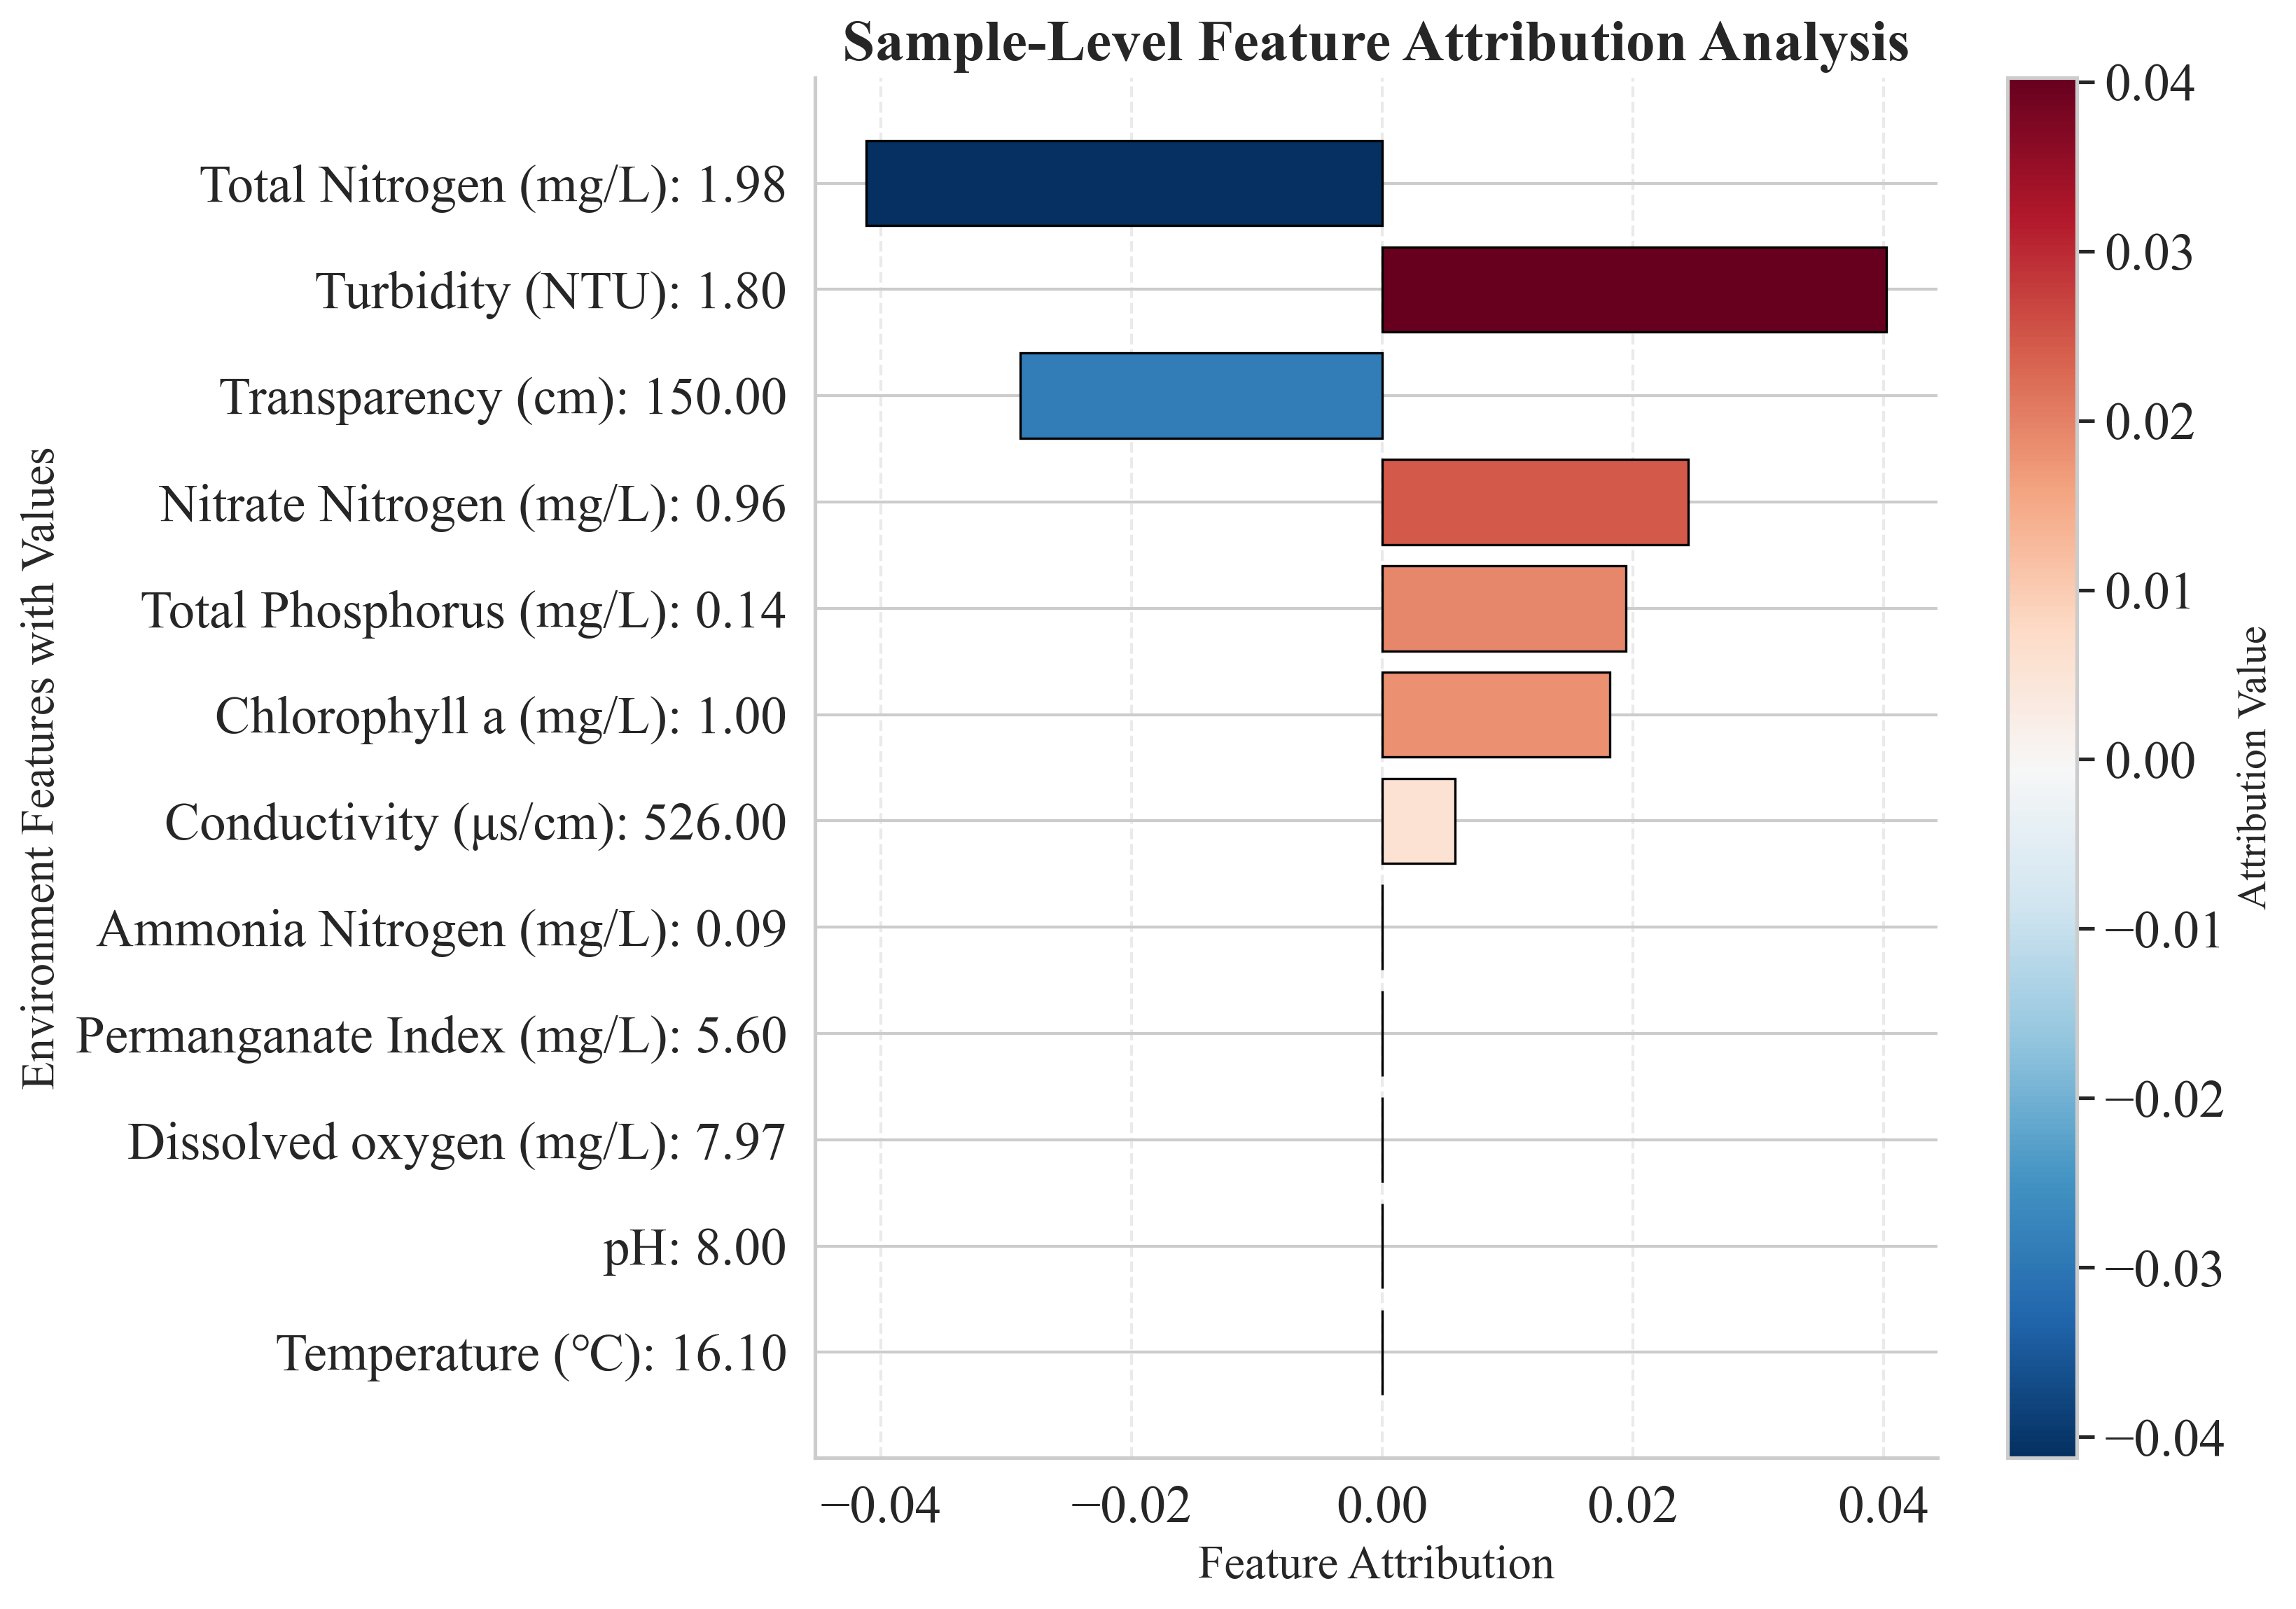 Sample-Level Feature Attribution Analysis
Environment Features with Values
Total Nitrogen (mg/L): 1.98
Turbidity (NTU): 1.80
Transparency (cm): 150.00
Nitrate Nitrogen (mg/L): 0.96
Total Phosphorus (mg/L): 0.14
Chlorophyll a (mg/L): 1.00
Conductivity (μs/cm): 526.00
Ammonia Nitrogen (mg/L): 0.09
Permanganate Index (mg/L): 5.60
Dissolved oxygen (mg/L): 7.97
pH: 8.00
Temperature (℃): 16.10
−0.04 −0.02 0.00 0.02 0.04
Feature Attribution
0.04
0.03
0.02
0.01
0.00
−0.01
−0.02
−0.03
−0.04
Attribution Value